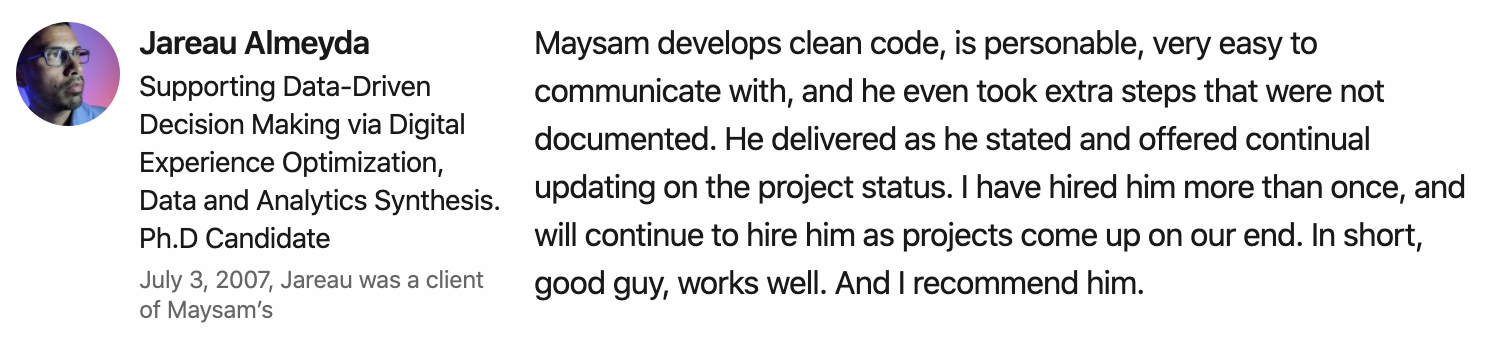 Jareau Almeyda
Supporting Data-Driven
Decision Making via Digital
Experience Optimization,
Data and Analytics Synthesis.
Ph.D Candidate
July 3, 2007, Jareau was a client
of Maysam’s
Maysam develops clean code, is personable, very easy to
communicate with, and he even took extra steps that were not
documented. He delivered as he stated and offered continual
updating on the project status. I have hired him more than once, and
will continue to hire him as projects come up on our end. In short,
good guy, works well. And I recommend him.